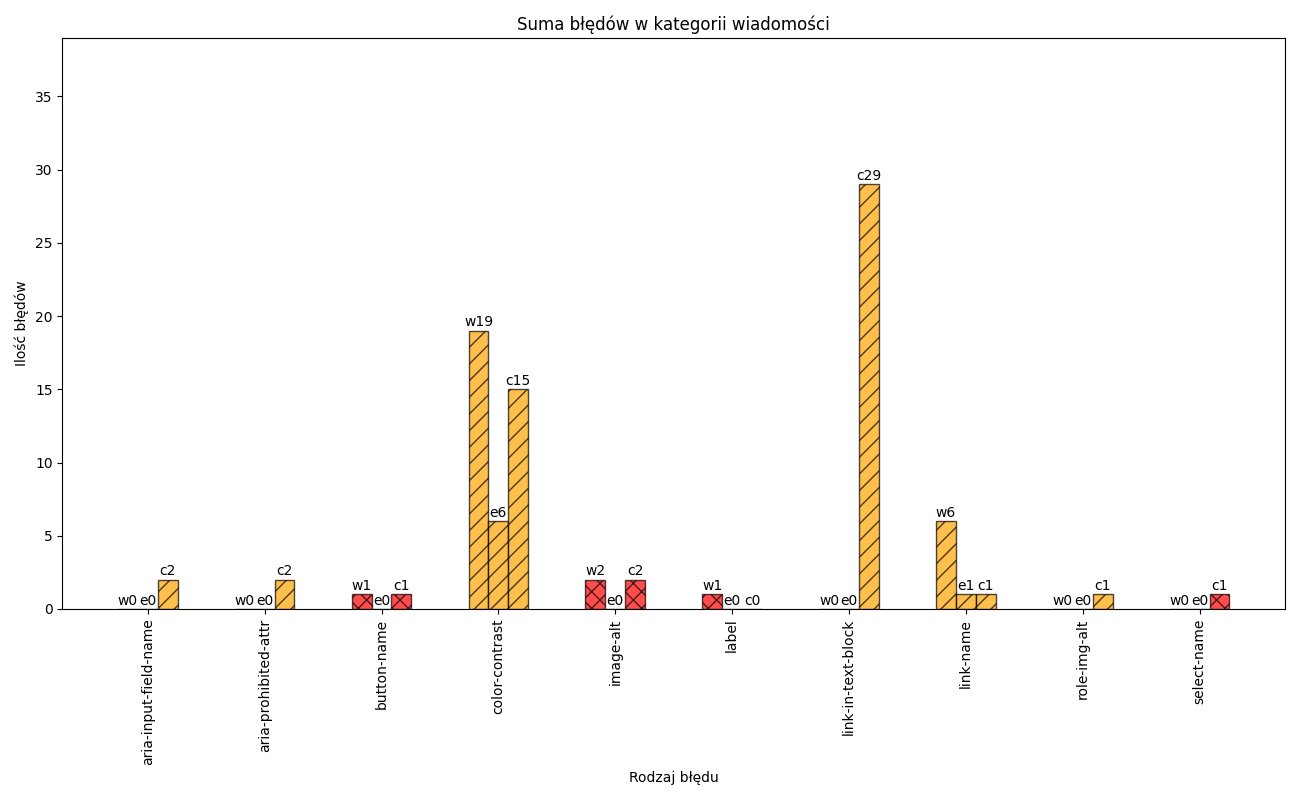 Suma błędów w kategorii wiadomości
Ilość błędów
35
30
25
20
15
10
5
0
w0 e0 c2
w0 e0 c2
w1 e0 c1
w19 e6 c15
w2 e0 c2
w1 e0 c0
w0 e0 c29
w6 e1 c1
w0 e0 c1
w0 e0 c1
aria-input-field-name
aria-prohibited-attr
button-name
color-contrast
image-alt
label
link-in-text-block
link-name
role-img-alt
select-name
Rodzaj błędu